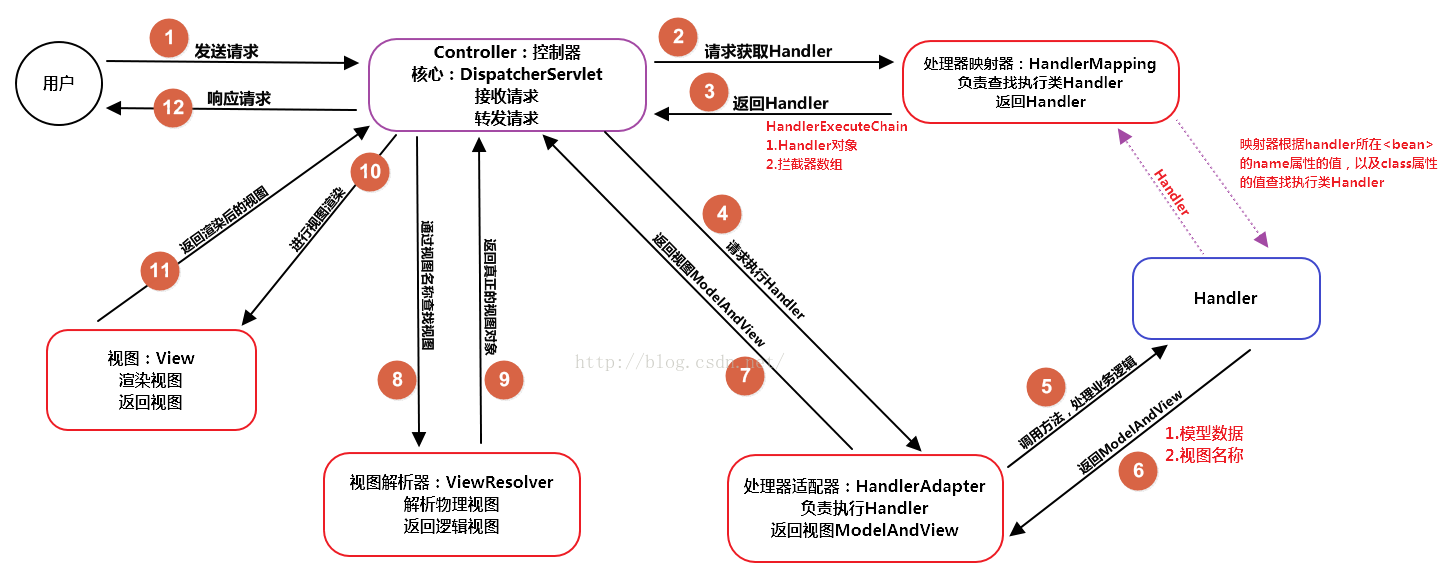 1
发送请求
用户
12
响应请求
Controller：控制器
核心：DispatcherServlet
接收请求
转发请求
2
请求获取Handler
3
返回Handler
HandlerExecuteChain
1.Handler对象
2.拦截器数组
处理器映射器：HandlerMapping
负责查找执行类Handler
返回Handler
映射器根据handler所在<bean>
的name属性的值，以及class属性
的值查找执行类Handler
Handler
Handler
4
请求执行Handler
5
调用方法，处理业务逻辑
6
返回ModelAndView
1.模型数据
2.视图名称
处理器适配器：HandlerAdapter
负责执行Handler
返回视图ModelAndView
7
返回视图ModelAndView
http://blog.csdn.net/
8
通过视图名称查找视图
9
返回真正的视图对象
视图解析器：ViewResolver
解析物理视图
返回逻辑视图
10
进行视图渲染
11
返回渲染后的视图
视图：View
渲染视图
返回视图